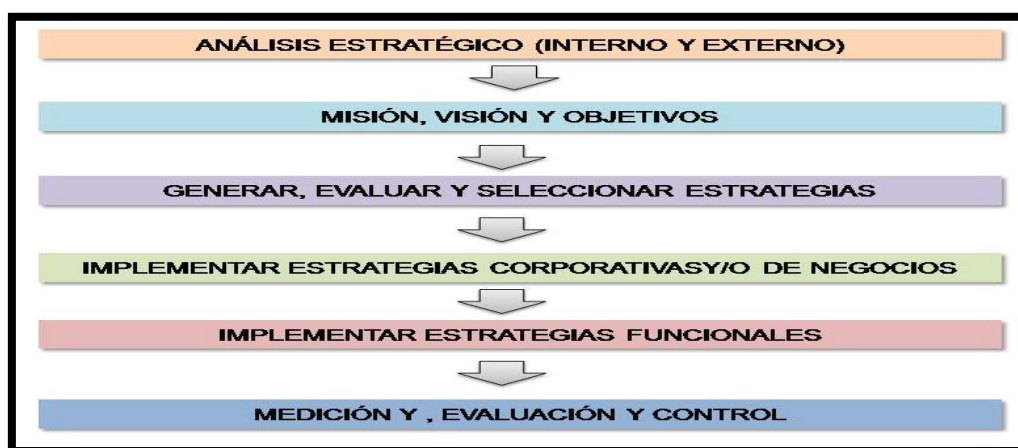 ANÁLISIS ESTRATÉGICO (INTERNO Y EXTERNO)
MISIÓN, VISIÓN Y OBJETIVOS
GENERAR, EVALUAR Y SELECCIONAR ESTRATEGIAS
IMPLEMENTAR ESTRATEGIAS CORPORATIVASY/O DE NEGOCIOS
IMPLEMENTAR ESTRATEGIAS FUNCIONALES
MEDICIÓN Y , EVALUACIÓN Y CONTROL